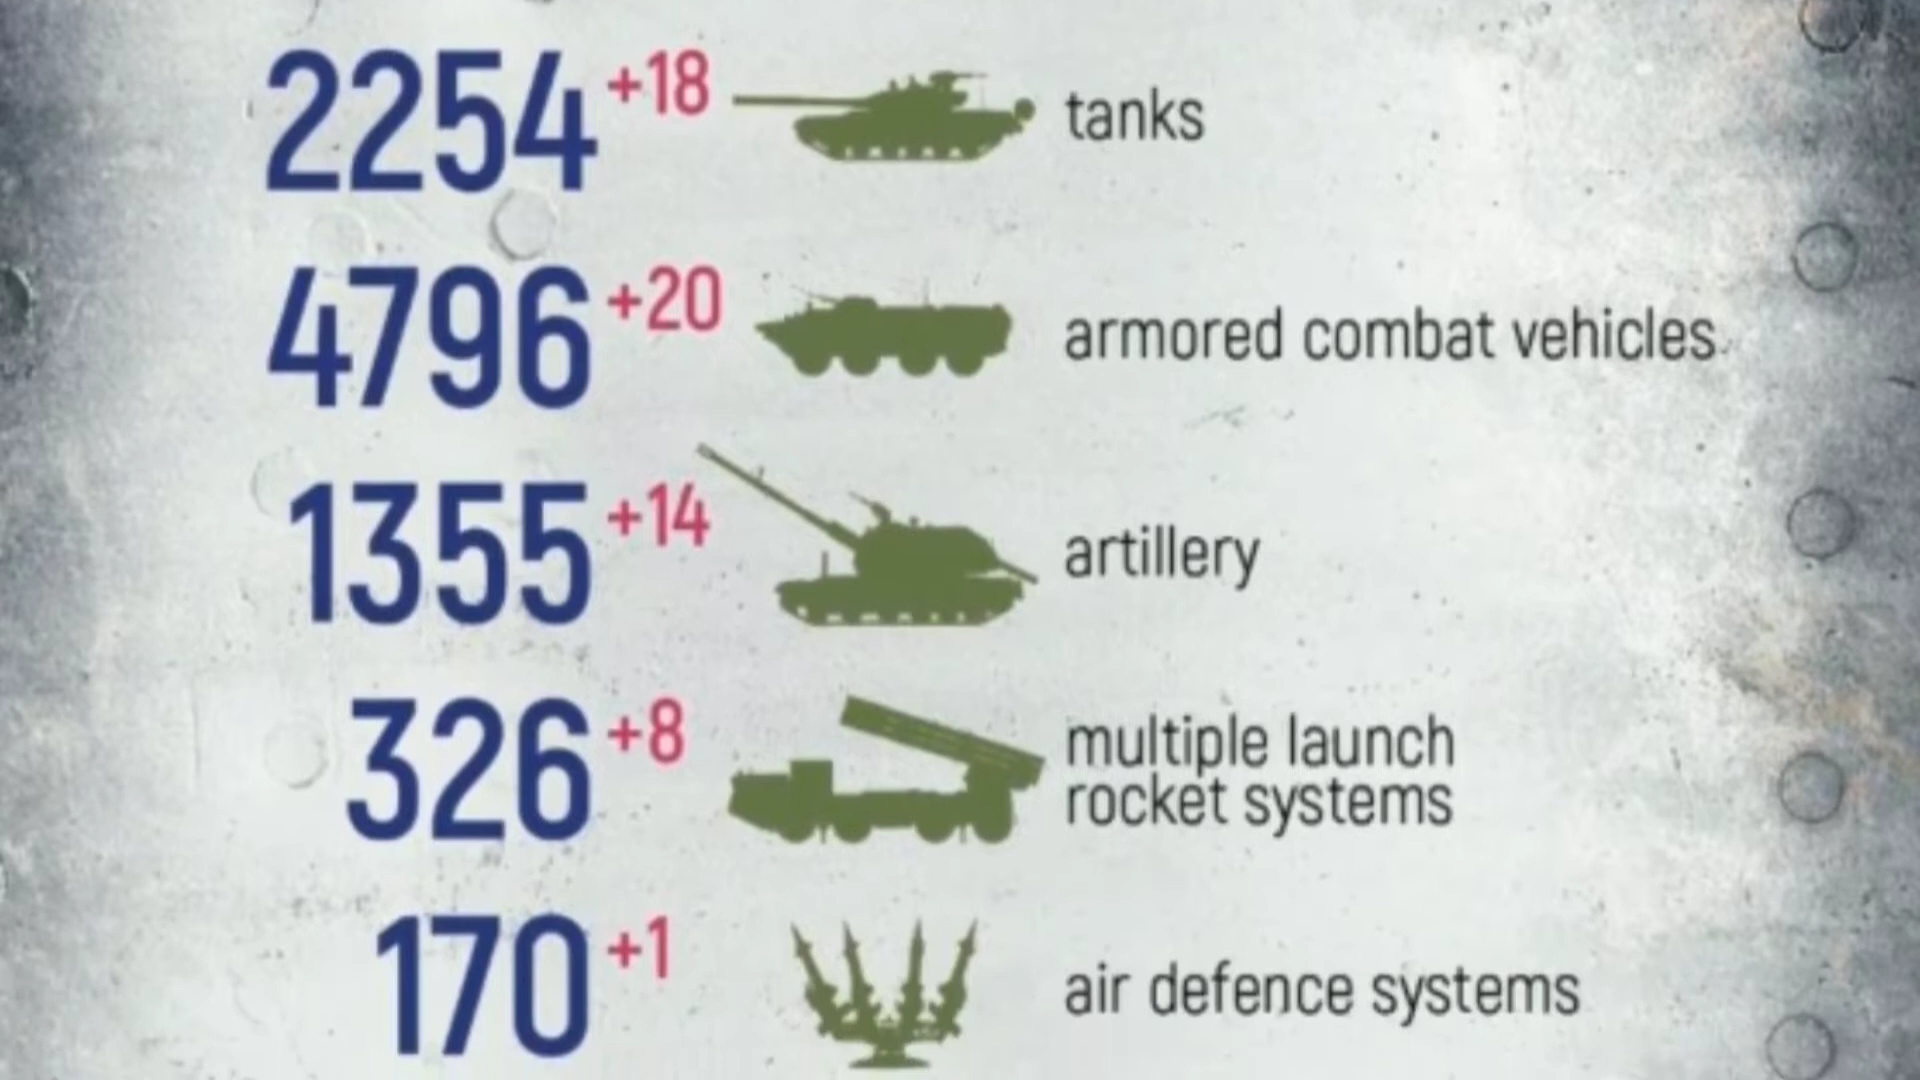 2254 +18 tanks
4796 +20 armored combat vehicles
1355 +14 artillery
326 +8 multiple launch
rocket systems
170 +1 air defence systems